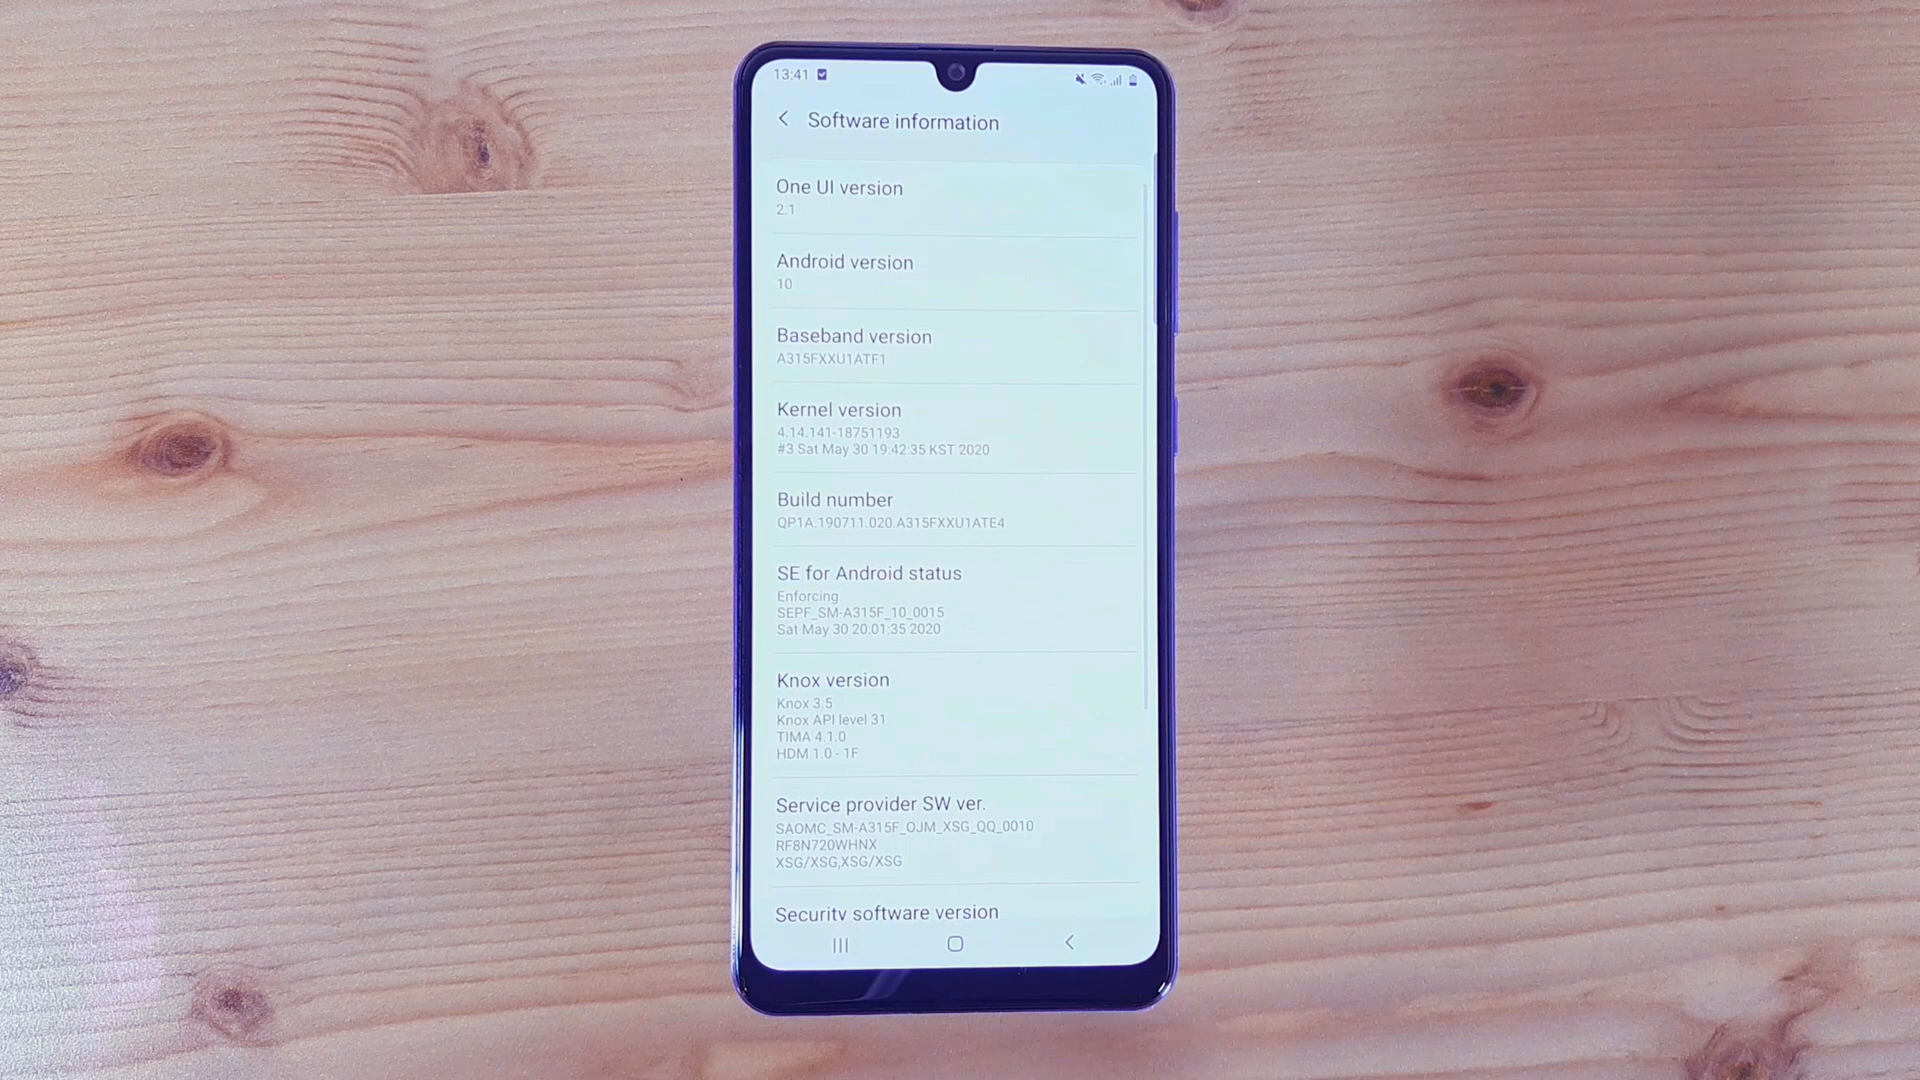 13:41
Software information
One UI version
2.1
Android version
10
Baseband version
A315FXXU1ATF1
Kernel version
4.14.141-18751193
#3 Sat May 30 19:42:35 KST 2020
Build number
QP1A.190711.020.A315FXXU1ATE4
SE for Android status
Enforcing
SEPF_SM-A315F_10_0015
Sat May 30 20:01:35 2020
Knox version
Knox 3.5
Knox API level 31
TIMA 4.1.0
HDM 1.0 - 1F
Service provider SW ver.
SAOMC_SM-A315F_OJM_XSG_QQ_0010
RF8N720WHNX
XSG/XSG,XSG/XSG
Security software version